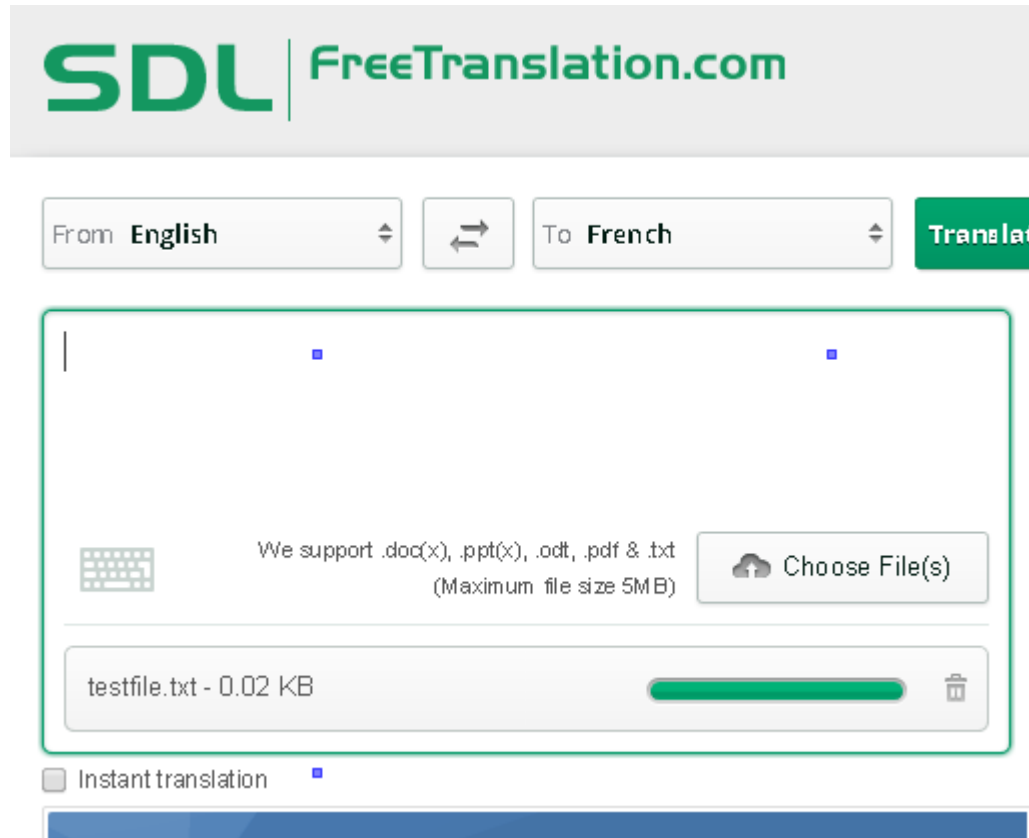 SDL FreeTranslation.com
From English To French
We support .doc(x), .ppt(x), .odt, .pdf & .txt
(Maximum file size 5MB)
Choose File(s)
testfile.txt - 0.02 KB
Instant translation